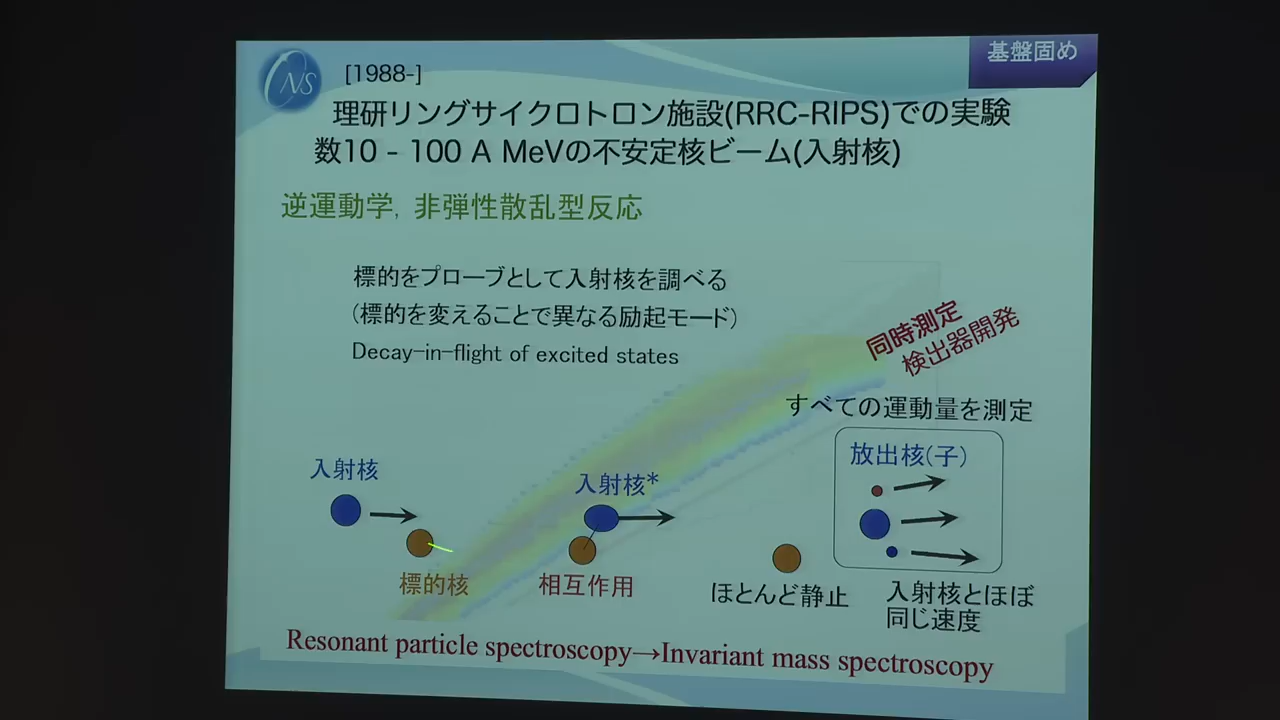 基盤固め
CNS
[1988-]
理研リングサイクロトロン施設(RRC-RIPS)での実験
数10 - 100 A MeVの不安定核ビーム(入射核)
逆運動学, 非弾性散乱型反応
標的をプローブとして入射核を調べる
(標的を変えることで異なる励起モード)
Decay-in-flight of excited states
同時測定
検出器開発
すべての運動量を測定
放出核(子)
入射核
入射核*
標的核
相互作用
ほとんど静止
入射核とほぼ
同じ速度
Resonant particle spectroscopy→Invariant mass spectroscopy